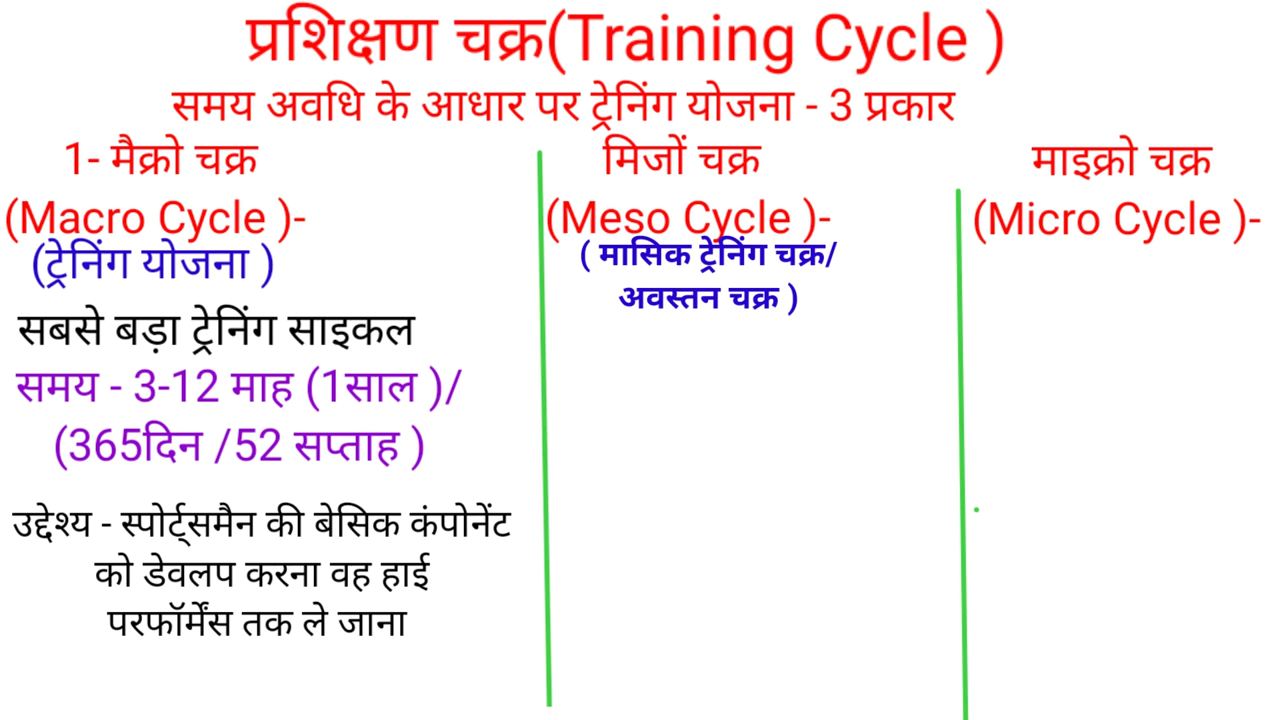 प्रशिक्षण चक्र(Training Cycle )
समय अवधि के आधार पर ट्रेनिंग योजना - 3 प्रकार
1- मैक्रो चक्र
(Macro Cycle )-
(ट्रेनिंग योजना )
सबसे बड़ा ट्रेनिंग साइकल
समय - 3-12 माह (1साल )/
(365दिन /52 सप्ताह )
उद्देश्य - स्पोर्ट्समैन की बेसिक कंपोनेंट
को डेवलप करना वह हाई
परफॉर्मेंस तक ले जाना
मिजों चक्र
(Meso Cycle )-
( मासिक ट्रेनिंग चक्र/
अवस्तन चक्र )
माइक्रो चक्र
(Micro Cycle )-